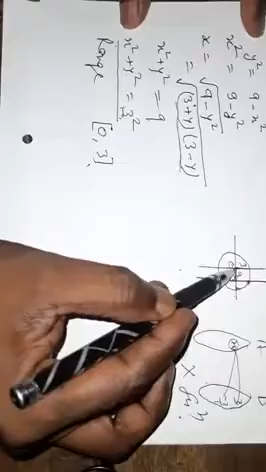 y² = 9 - x²
x² = 9 - y²
x = √9 - y²
= √(3+y)(3-y)
x² + y² = 9
x² + y² = 3²
Range [0, 3]
A
B
X